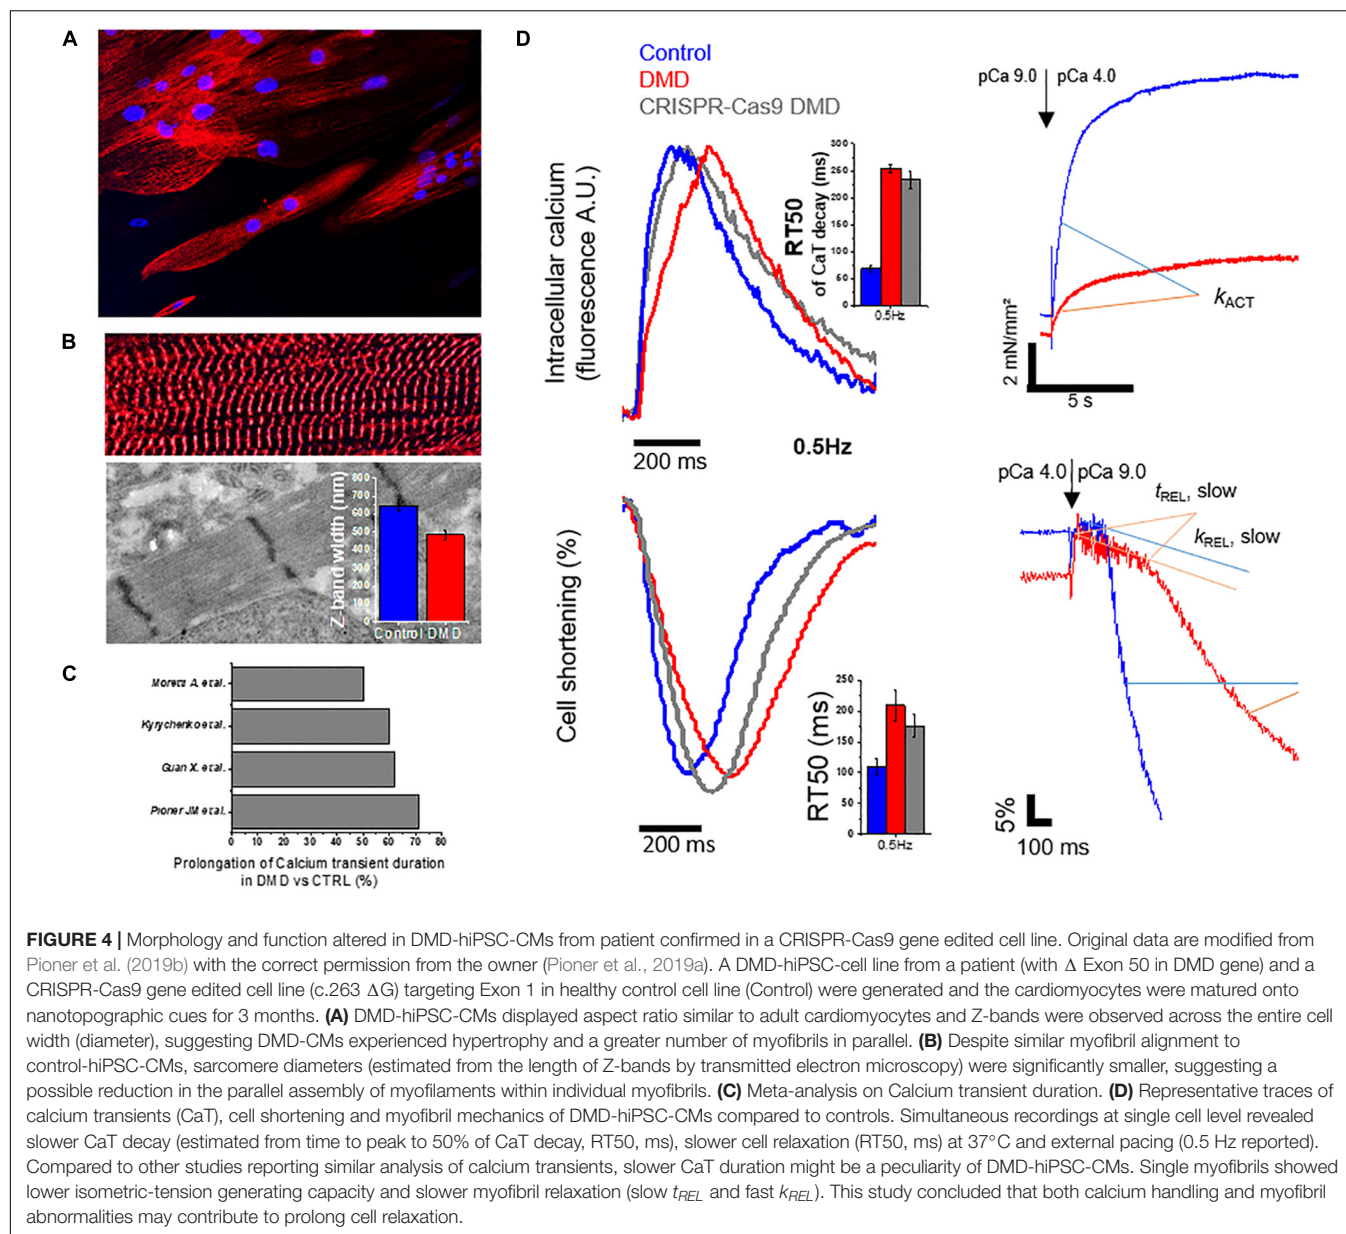 A
B
Z-band width (nm)
800
700
600
500
400
300
200
100
0
Control DMD
C
Moretti A. et al.
Kyrychenko et al.
Guan X. et al.
Pioner JM et al.
0 10 20 30 40 50 60 70 80
Prolongation of Calcium transient duration
in DMD vs CTRL (%)
D
Control
DMD
CRISPR-Cas9 DMD
Intracellular calcium
(fluorescence A.U.)
200 ms
0.5Hz
RT50
of CaT decay (ms)
300
250
200
150
100
50
0
0.5Hz
pCa 9.0 pCa 4.0
kACT
2 mN/mm²
5 s
Cell shortening (%)
200 ms
RT50 (ms)
250
200
150
100
50
0
0.5Hz
pCa 4.0 pCa 9.0
tREL, slow
kREL, slow
5%
100 ms
FIGURE 4 | Morphology and function altered in DMD-hiPSC-CMs from patient confirmed in a CRISPR-Cas9 gene edited cell line. Original data are modified from
Pioner et al. (2019b) with the correct permission from the owner (Pioner et al., 2019a). A DMD-hiPSC-cell line from a patient (with Δ Exon 50 in DMD gene) and a
CRISPR-Cas9 gene edited cell line (c.263 ΔG) targeting Exon 1 in healthy control cell line (Control) were generated and the cardiomyocytes were matured onto
nanotopographic cues for 3 months. (A) DMD-hiPSC-CMs displayed aspect ratio similar to adult cardiomyocytes and Z-bands were observed across the entire cell
width (diameter), suggesting DMD-CMs experienced hypertrophy and a greater number of myofibrils in parallel. (B) Despite similar myofibril alignment to
control-hiPSC-CMs, sarcomere diameters (estimated from the length of Z-bands by transmitted electron microscopy) were significantly smaller, suggesting a
possible reduction in the parallel assembly of myofilaments within individual myofibrils. (C) Meta-analysis on Calcium transient duration. (D) Representative traces of
calcium transients (CaT), cell shortening and myofibril mechanics of DMD-hiPSC-CMs compared to controls. Simultaneous recordings at single cell level revealed
slower CaT decay (estimated from time to peak to 50% of CaT decay, RT50, ms), slower cell relaxation (RT50, ms) at 37°C and external pacing (0.5 Hz reported).
Compared to other studies reporting similar analysis of calcium transients, slower CaT duration might be a peculiarity of DMD-hiPSC-CMs. Single myofibrils showed
lower isometric-tension generating capacity and slower myofibril relaxation (slow tREL and fast kREL). This study concluded that both calcium handling and myofibril
abnormalities may contribute to prolong cell relaxation.